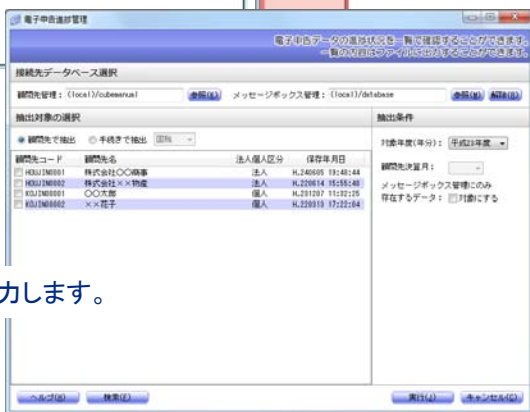 電子申告進捗管理
電子申告データの進捗状況を一覧で確認することができます。
一覧の内容はファイルに出力することができます。
接続先データベース選択
顧問先管理： (local)/cubemanual 参照(X) メッセージボックス管理： (local)/database 参照(W) 解除(R)
抽出対象の選択 抽出条件
顧問先で抽出 手続きで抽出 国税 対象年度(年分)： 平成23年度
顧問先コード 顧問先名 法人個人区分 保存年月日 顧問先決算月：
HOUJIN0001 株式会社○○商事 法人 H.240605 19:48:44
HOUJIN0002 株式会社××物産 法人 H.220614 15:55:48 メッセージボックス管理にのみ
KOJIN00001 ○○太郎 個人 H.231207 11:32:25 存在するデータ： 対象にする
KOJIN00002 ××花子 個人 H.220913 17:22:04
力します。
ヘルプ(H) 検索(F) 実行(J) キャンセル(C)